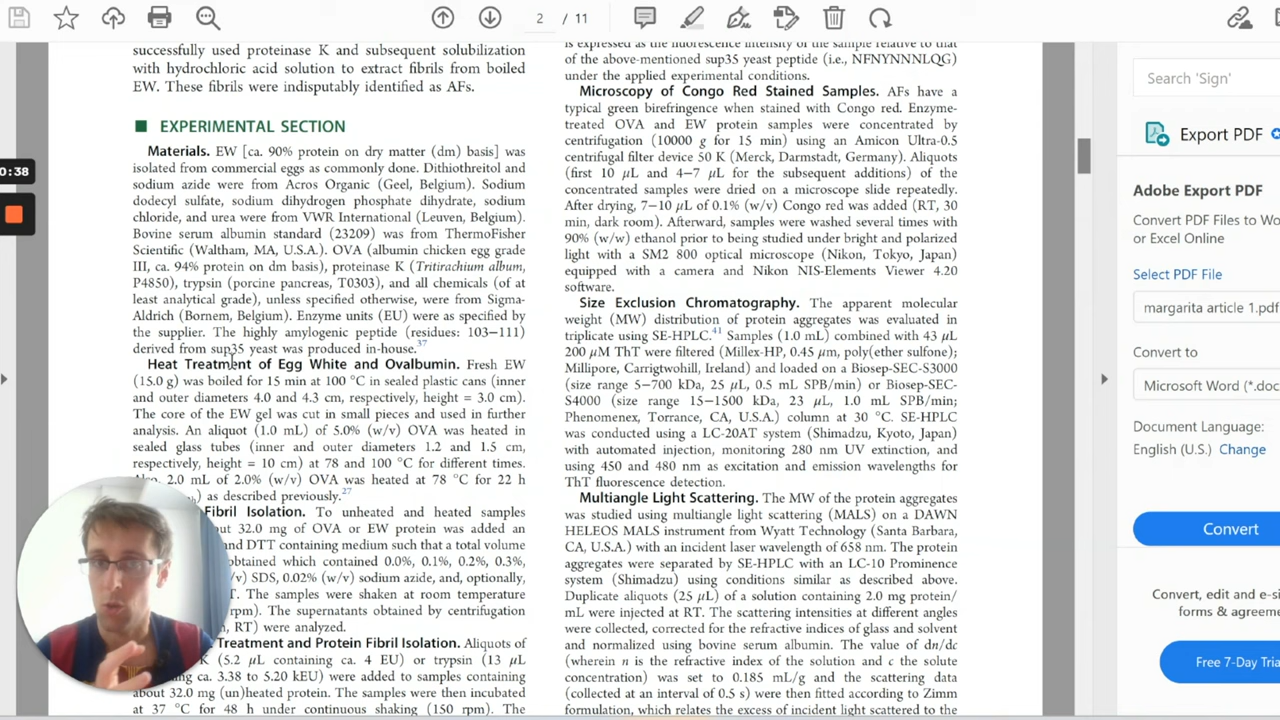 2 / 11
successfully used proteinase K and subsequent solubilization
with hydrochloric acid solution to extract fibrils from boiled
EW. These fibrils were indisputably identified as AFs.
EXPERIMENTAL SECTION
Materials. EW [ca. 90% protein on dry matter (dm) basis] was
isolated from commercial eggs as commonly done. Dithiothreitol and
sodium azide were from Acros Organic (Geel, Belgium). Sodium
dodecyl sulfate, sodium dihydrogen phosphate dihydrate, sodium
chloride, and urea were from VWR International (Leuven, Belgium).
Bovine serum albumin standard (23209) was from ThermoFisher
Scientific (Waltham, MA, U.S.A.). OVA (albumin chicken egg grade
III, ca. 94% protein on dm basis), proteinase K (Tritirachium album,
P4850), trypsin (porcine pancreas, T0303), and all chemicals (of at
least analytical grade), unless specified otherwise, were from Sigma-
Aldrich (Bornem, Belgium). Enzyme units (EU) were as specified by
the supplier. The highly amylogenic peptide (residues: 103–111)
derived from sup35 yeast was produced in-house.37
Heat Treatment of Egg White and Ovalbumin. Fresh EW
(15.0 g) was boiled for 15 min at 100 °C in sealed plastic cans (inner
and outer diameters 4.0 and 4.3 cm, respectively, height = 3.0 cm).
The core of the EW gel was cut in small pieces and used in further
analysis. An aliquot (1.0 mL) of 5.0% (w/v) OVA was heated in
sealed glass tubes (inner and outer diameters 1.2 and 1.5 cm,
respectively, height = 10 cm) at 78 and 100 °C for different times.
2.0 mL of 2.0% (w/v) OVA was heated at 78 °C for 22 h
) as described previously.27
Fibril Isolation. To unheated and heated samples
32.0 mg of OVA or EW protein was added an
and DTT containing medium such that a total volume
obtained which contained 0.0%, 0.1%, 0.2%, 0.3%,
SDS, 0.02% (w/v) sodium azide, and, optionally,
The samples were shaken at room temperature
rpm). The supernatants obtained by centrifugation
RT) were analyzed.
Treatment and Protein Fibril Isolation. Aliquots of
K (5.2 μL containing ca. 4 EU) or trypsin (13 μL
ca. 3.38 to 5.20 kEU) were added to samples containing
about 32.0 mg (un)heated protein. The samples were then incubated
at 37 °C for 48 h under continuous shaking (150 rpm). The
is expressed as the fluorescence intensity of the sample relative to that
of the above-mentioned sup35 yeast peptide (i.e., NFNYNNNLQG)
under the applied experimental conditions.
Microscopy of Congo Red Stained Samples. AFs have a
typical green birefringence when stained with Congo red. Enzyme-
treated OVA and EW protein samples were concentrated by
centrifugation (10000 g for 15 min) using an Amicon Ultra-0.5
centrifugal filter device 50 K (Merck, Darmstadt, Germany). Aliquots
(first 10 μL and 4–7 μL for the subsequent additions) of the
concentrated samples were dried on a microscope slide repeatedly.
After drying, 7–10 μL of 0.1% (w/v) Congo red was added (RT, 30
min, dark room). Afterward, samples were washed several times with
90% (w/w) ethanol prior to being studied under bright and polarized
light with a SM2 800 optical microscope (Nikon, Tokyo, Japan)
equipped with a camera and Nikon NIS-Elements Viewer 4.20
software.
Size Exclusion Chromatography. The apparent molecular
weight (MW) distribution of protein aggregates was evaluated in
triplicate using SE-HPLC.41 Samples (1.0 mL) combined with 43 μL
200 μM ThT were filtered (Millex-HP, 0.45 μm, poly(ether sulfone);
Millipore, Carrigtwohill, Ireland) and loaded on a Biosep-SEC-S3000
(size range 5–700 kDa, 25 μL, 0.5 mL SPB/min) or Biosep-SEC-
S4000 (size range 15–1500 kDa, 23 μL, 1.0 mL SPB/min;
Phenomenex, Torrance, CA, U.S.A.) column at 30 °C. SE-HPLC
was conducted using a LC-20AT system (Shimadzu, Kyoto, Japan)
with automated injection, monitoring 280 nm UV extinction, and
using 450 and 480 nm as excitation and emission wavelengths for
ThT fluorescence detection.
Multiangle Light Scattering. The MW of the protein aggregates
was studied using multiangle light scattering (MALS) on a DAWN
HELEOS MALS instrument from Wyatt Technology (Santa Barbara,
CA, U.S.A.) with an incident laser wavelength of 658 nm. The protein
aggregates were separated by SE-HPLC with an LC-10 Prominence
system (Shimadzu) using conditions similar as described above.
Duplicate aliquots (25 μL) of a solution containing 2.0 mg protein/
mL were injected at RT. The scattering intensities at different angles
were collected, corrected for the refractive indices of glass and solvent
and normalized using bovine serum albumin. The value of dn/dc
(wherein n is the refractive index of the solution and c the solute
concentration) was set to 0.185 mL/g and the scattering data
(collected at an interval of 0.5 s) were then fitted according to Zimm
formulation, which relates the excess of incident light scattered to the
0:38
Search 'Sign'
Export PDF
Adobe Export PDF
Convert PDF Files to Wo
or Excel Online
Select PDF File
margarita article 1.pdf
Convert to
Microsoft Word (*.doc
Document Language:
English (U.S.) Change
Convert
Convert, edit and e-si
forms & agreeme
Free 7-Day Tria